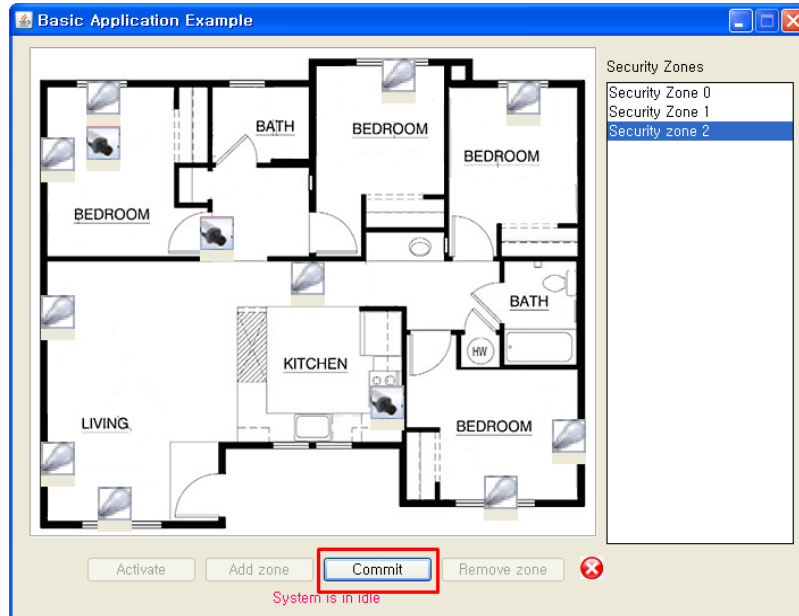 Basic Application Example
Security Zones
Security Zone 0
Security Zone 1
Security zone 2
BATH
BEDROOM
BEDROOM
BEDROOM
BATH
HW
KITCHEN
LIVING
BEDROOM
Activate
Add zone
Commit
Remove zone
System is in idle